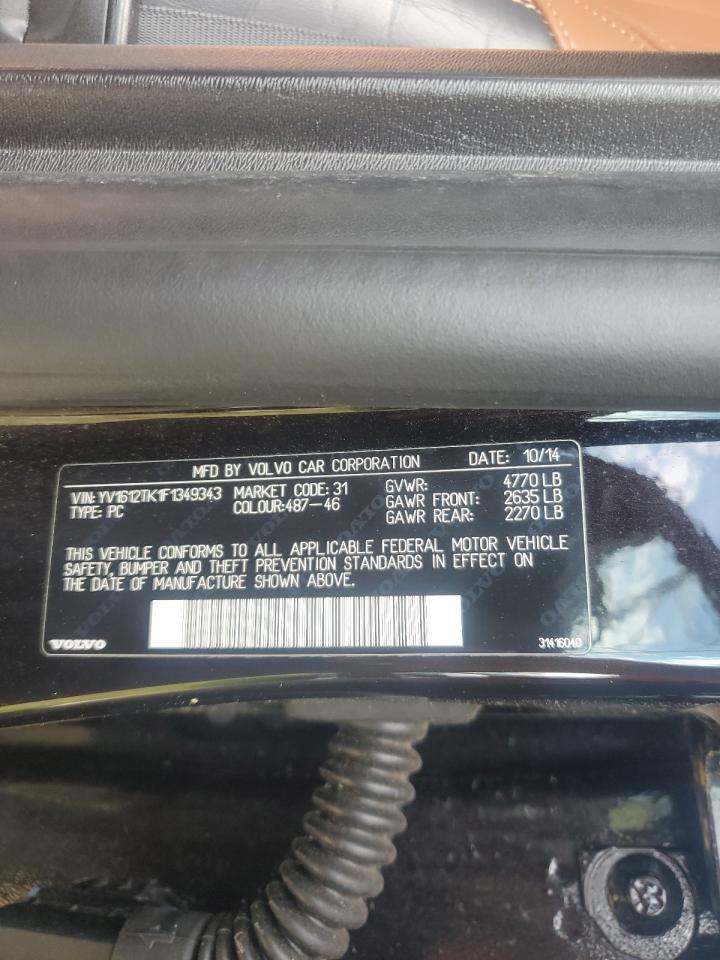 MFD BY VOLVO CAR CORPORATION DATE: 10/14
VIN: YV1612TK1F1349343 MARKET CODE: 31 GVWR: 4770 LB
TYPE: PC COLOUR:487-46 GAWR FRONT: 2635 LB
GAWR REAR: 2270 LB
THIS VEHICLE CONFORMS TO ALL APPLICABLE FEDERAL MOTOR VEHICLE
SAFETY, BUMPER AND THEFT PREVENTION STANDARDS IN EFFECT ON
THE DATE OF MANUFACTURE SHOWN ABOVE.
VOLVO 31416040